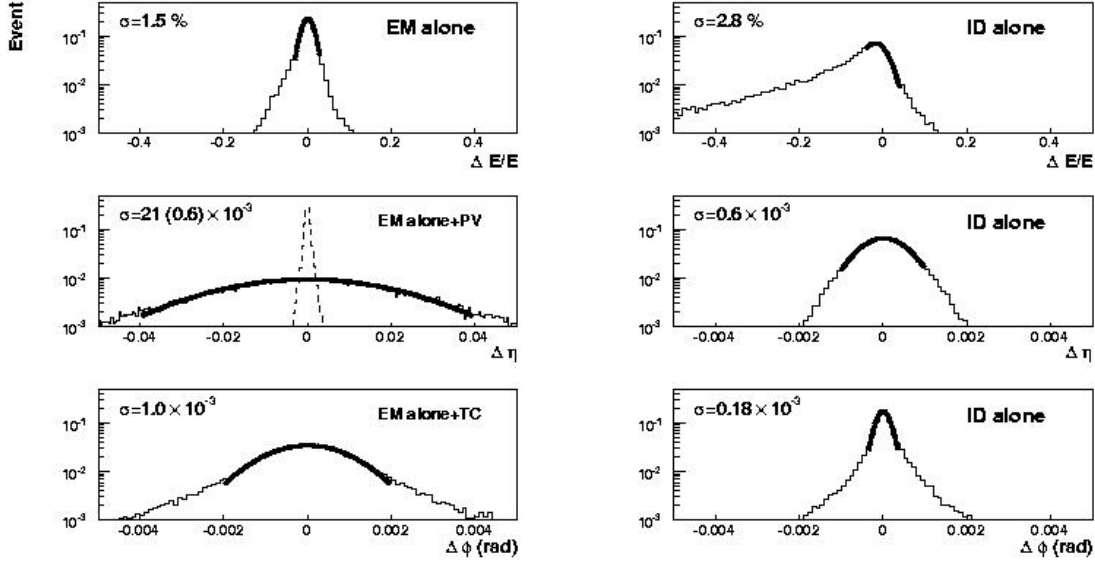 Event
σ=1.5 %
EM alone
10⁻¹
10⁻²
10⁻³
-0.4 -0.2 0 0.2 0.4
Δ E/E
σ=2.8 %
ID alone
10⁻¹
10⁻²
10⁻³
-0.4 -0.2 0 0.2 0.4
Δ E/E
σ=21 (0.6) × 10⁻³
EM alone+PV
10⁻¹
10⁻²
10⁻³
-0.04 -0.02 0 0.02 0.04
Δ η
σ=0.6 × 10⁻³
ID alone
10⁻¹
10⁻²
10⁻³
-0.004 -0.002 0 0.002 0.004
Δ η
σ=1.0 × 10⁻³
EM alone+TC
10⁻¹
10⁻²
10⁻³
-0.004 -0.002 0 0.002 0.004
Δ ϕ (rad)
σ=0.18 × 10⁻³
ID alone
10⁻¹
10⁻²
10⁻³
-0.004 -0.002 0 0.002 0.004
Δ ϕ (rad)